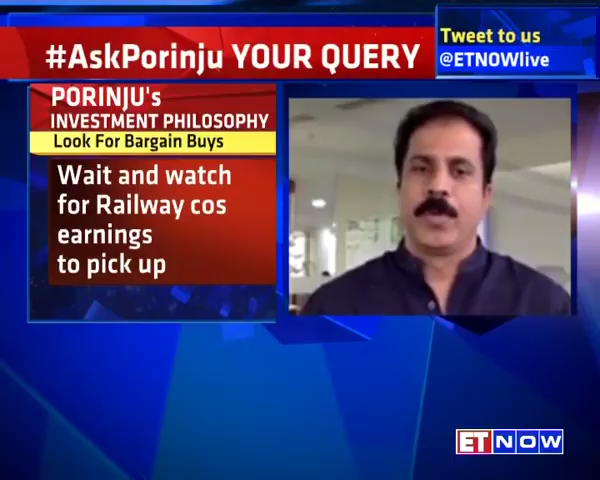 #AskPorinju YOUR QUERY
Tweet to us
@ETNOWlive
PORINJU's
INVESTMENT PHILOSOPHY
Look For Bargain Buys
Wait and watch
for Railway cos
earnings
to pick up
ET NOW